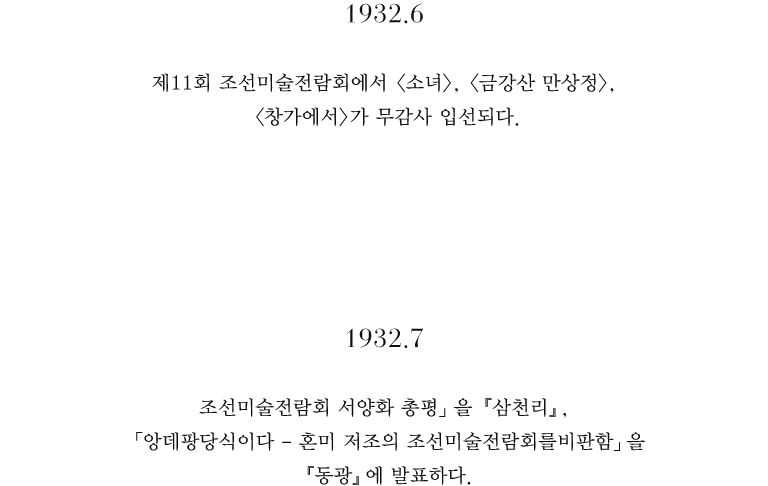 1932.6
제11회 조선미술전람회에서 〈소녀〉, 〈금강산 만상정〉,
〈창가에서〉가 무감사 입선되다.
1932.7
조선미술전람회 서양화 총평」을 『삼천리』,
「앙데팡당식이다 – 혼미 저조의 조선미술전람회를비판함」을
『동광』에 발표하다.